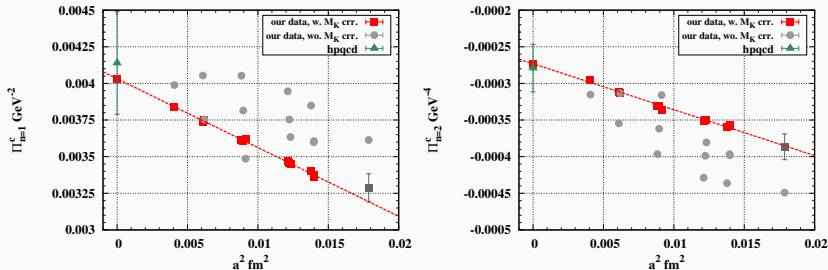 0.0045
0.00425
0.004
0.00375
0.0035
0.00325
0.003
Π^c_{n=1} GeV^{-2}
our data, w. M_K crr.
our data, wo. M_K crr.
hpqcd
0 0.005 0.01 0.015 0.02
a^2 fm^2
-0.0002
-0.00025
-0.0003
-0.00035
-0.0004
-0.00045
-0.0005
Π^c_{n=2} GeV^{-4}
our data, w. M_K crr.
our data, wo. M_K crr.
hpqcd
0 0.005 0.01 0.015 0.02
a^2 fm^2